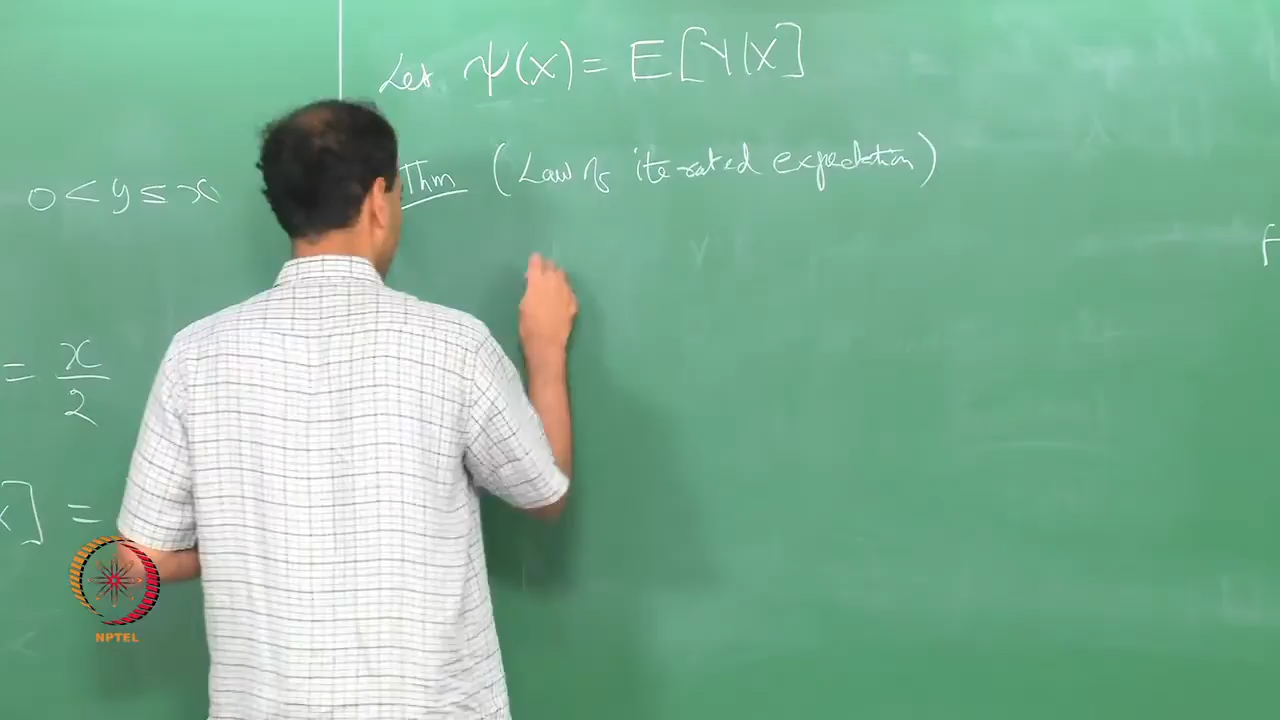 Let ψ(X) = E[Y|X]
Thm (Law of iterated expectation)
0 < y ≤ x
= x/2
] =
NPTEL